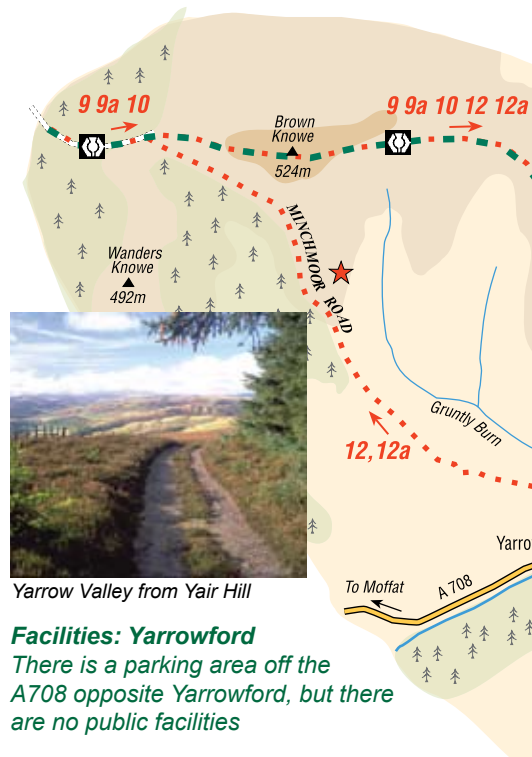 9 9a 10
9 9a 10 12 12a
Brown
Knowe
524m
MINCHMOOR ROAD
Wanders
Knowe
492m
Gruntly Burn
12,12a
Yarro
To Moffat
A 708
Yarrow Valley from Yair Hill
Facilities: Yarrowford
There is a parking area off the
A708 opposite Yarrowford, but there
are no public facilities